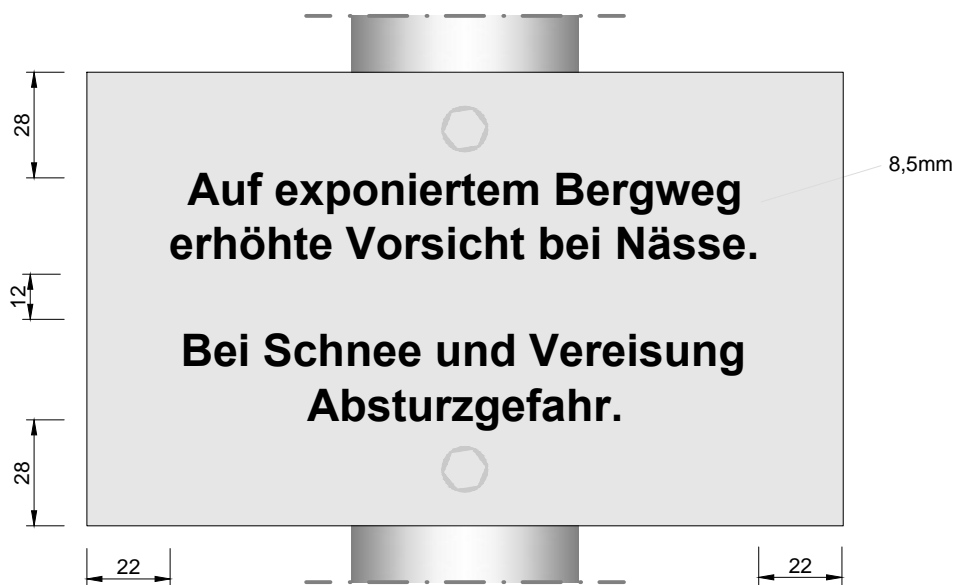 28
8,5mm
Auf exponiertem Bergweg
erhöhte Vorsicht bei Nässe.
12
Bei Schnee und Vereisung
Absturzgefahr.
28
22
22